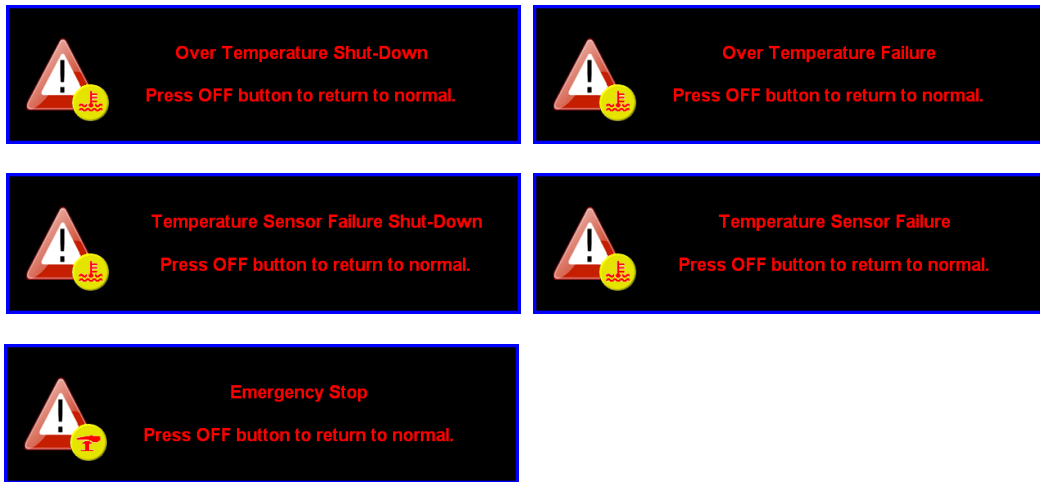 Over Temperature Shut-Down
Press OFF button to return to normal.
Over Temperature Failure
Press OFF button to return to normal.
Temperature Sensor Failure Shut-Down
Press OFF button to return to normal.
Temperature Sensor Failure
Press OFF button to return to normal.
Emergency Stop
Press OFF button to return to normal.